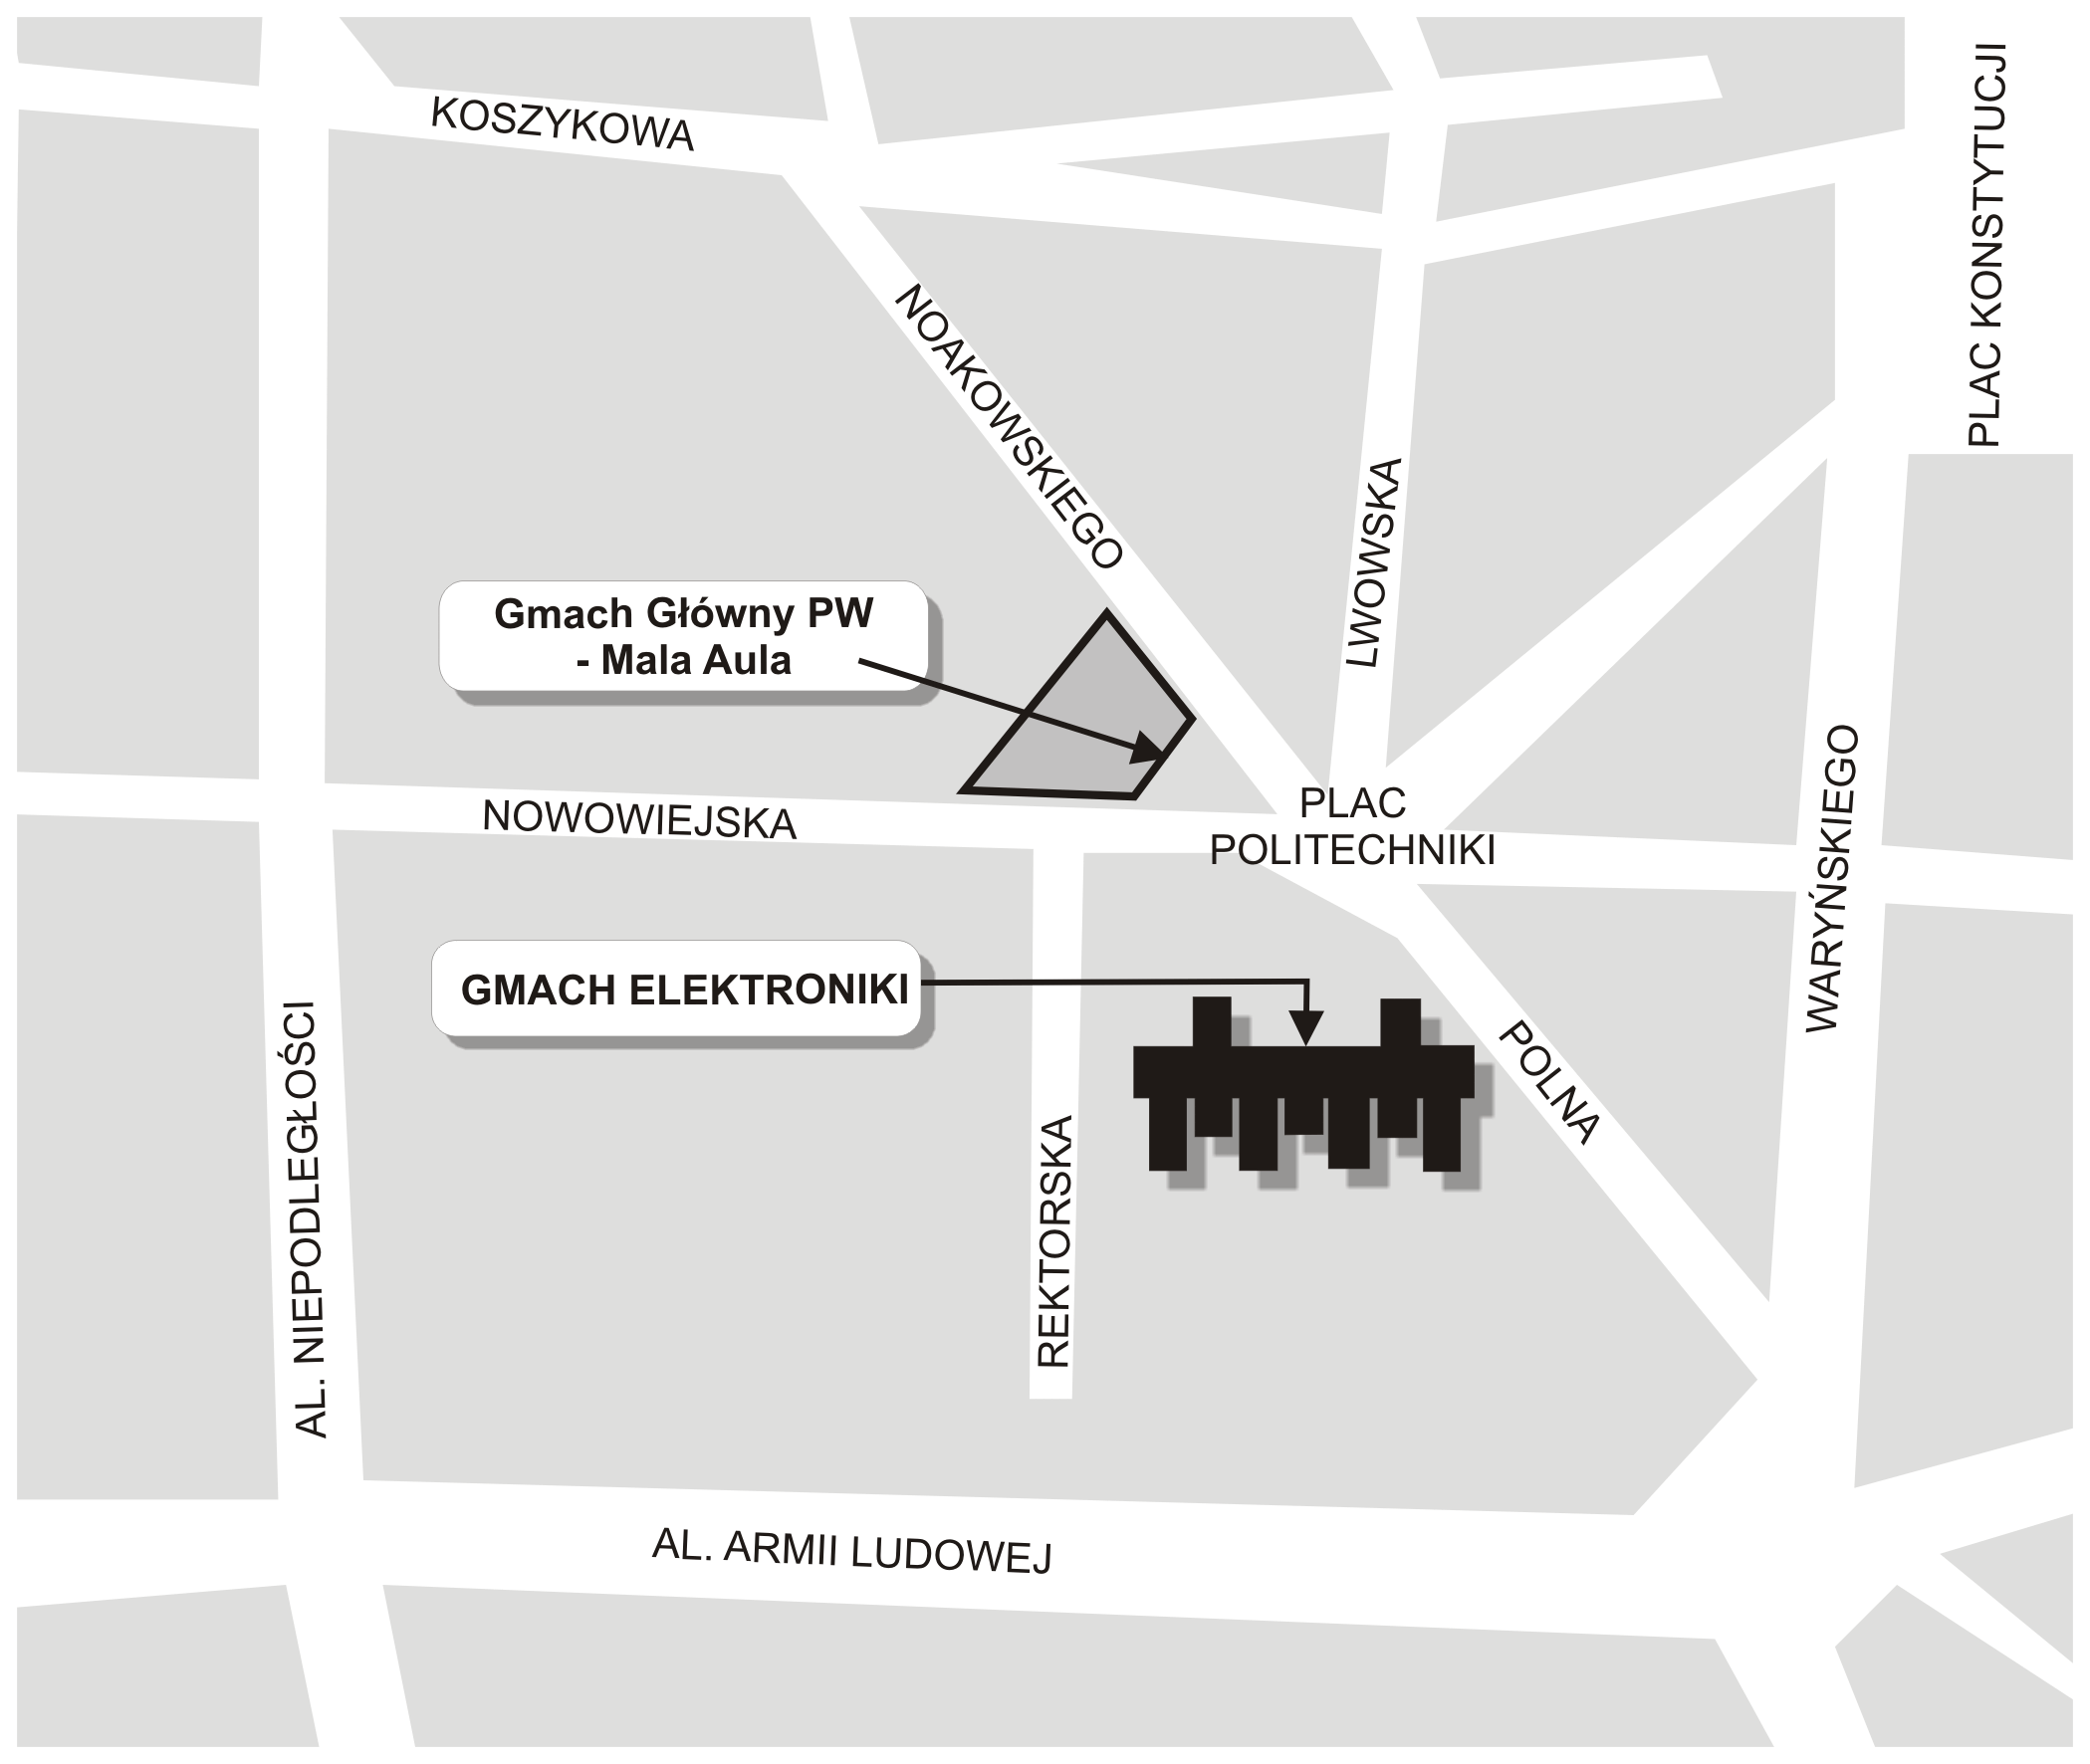 KOSZYKOWA
PLAC KONSTYTUCJI
NOAKOWSKIEGO
LWOWSKA
Gmach Główny PW
- Mala Aula
NOWOWIEJSKA
PLAC
POLITECHNIKI
WARYŃSKIEGO
GMACH ELEKTRONIKI
POLNA
AL. NIEPODLEGŁOŚCI
REKTORSKA
AL. ARMII LUDOWEJ